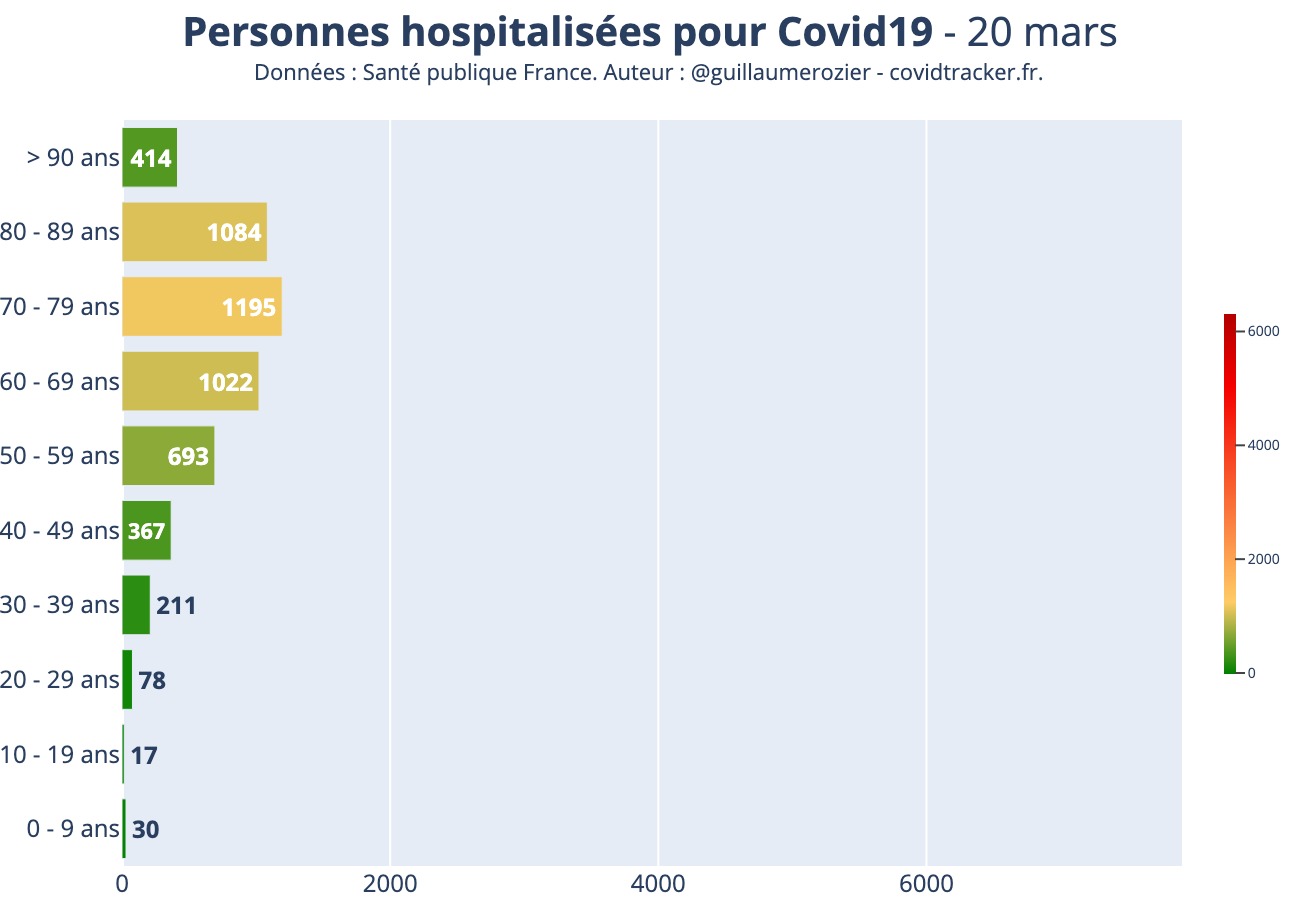 Personnes hospitalisées pour Covid19 - 20 mars
Données : Santé publique France. Auteur : @guillaumerozier - covidtracker.fr.
> 90 ans 414
80 - 89 ans 1084
70 - 79 ans 1195
60 - 69 ans 1022
50 - 59 ans 693
40 - 49 ans 367
30 - 39 ans 211
20 - 29 ans 78
10 - 19 ans 17
0 - 9 ans 30
0 2000 4000 6000
6000
4000
2000
0